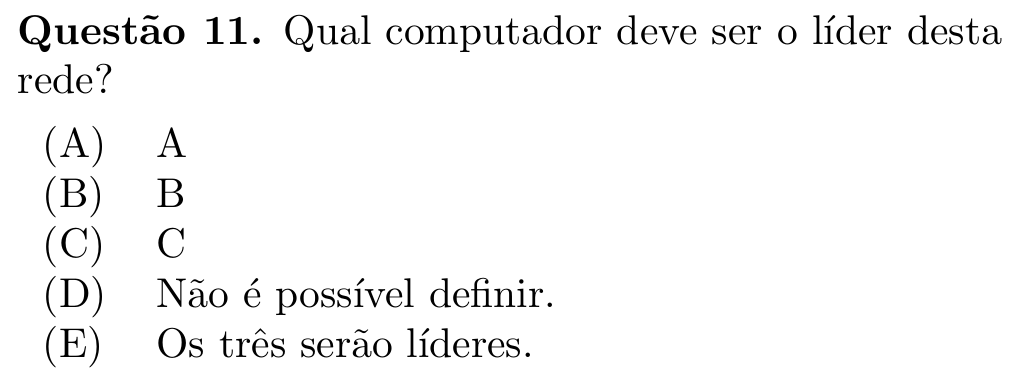 Questão 11. Qual computador deve ser o líder desta
rede?
(A) A
(B) B
(C) C
(D) Não é possível definir.
(E) Os três serão líderes.